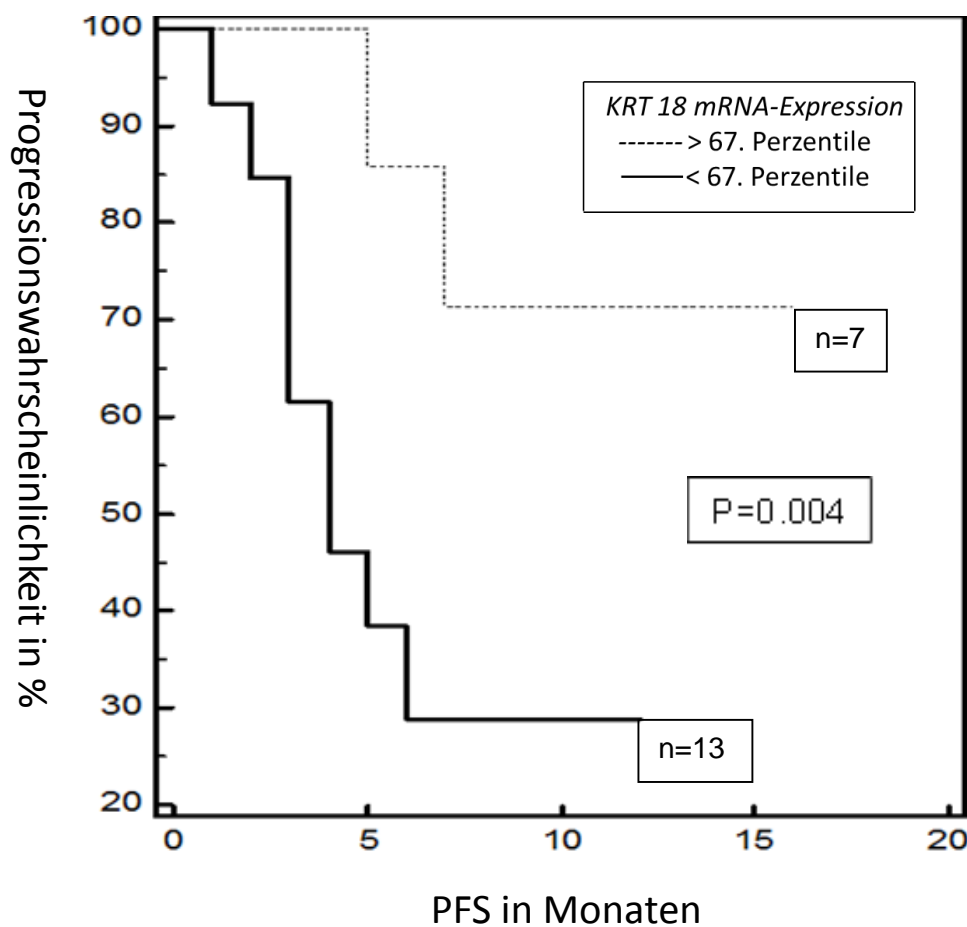 Progressionswahrscheinlichkeit in %
100
90
80
70
60
50
40
30
20
KRT 18 mRNA-Expression
> 67. Perzentile
< 67. Perzentile
n=7
P=0.004
n=13
0 5 10 15 20
PFS in Monaten